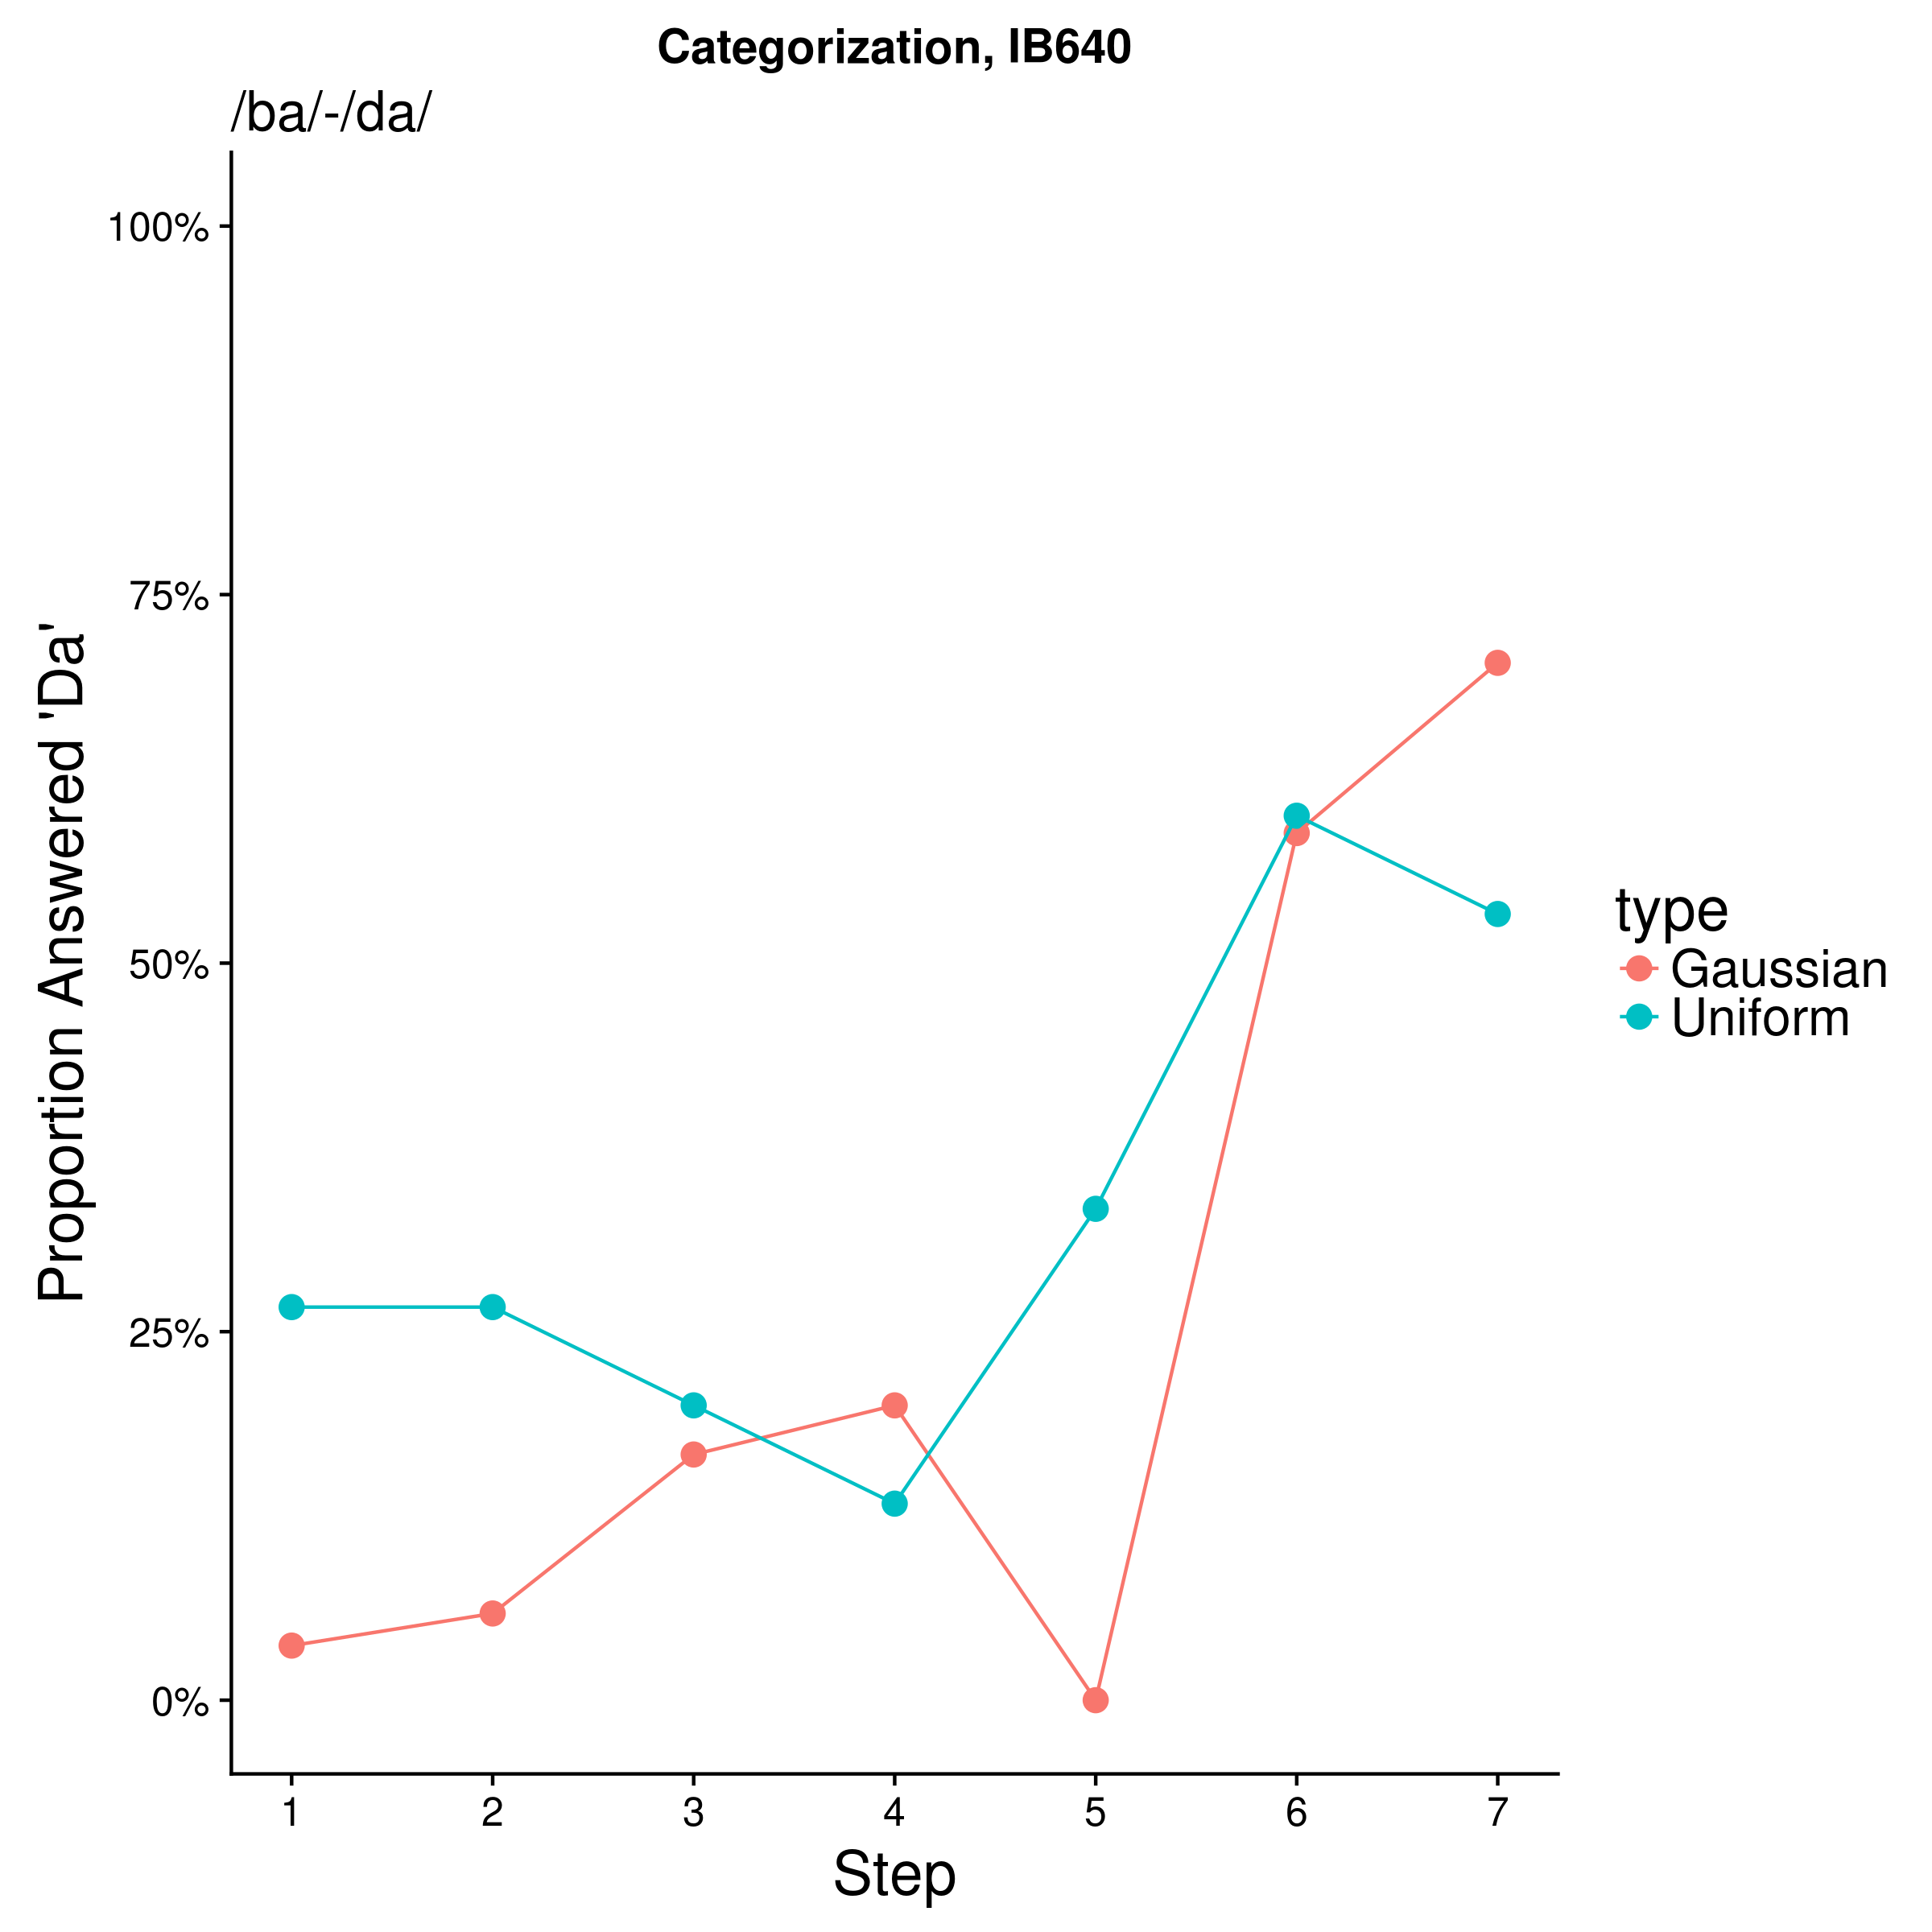 Categorization, IB640
/ba/-/da/
100%
75%
50%
25%
0%
Proportion Answered 'Da'
1 2 3 4 5 6 7
Step
type
Gaussian
Uniform